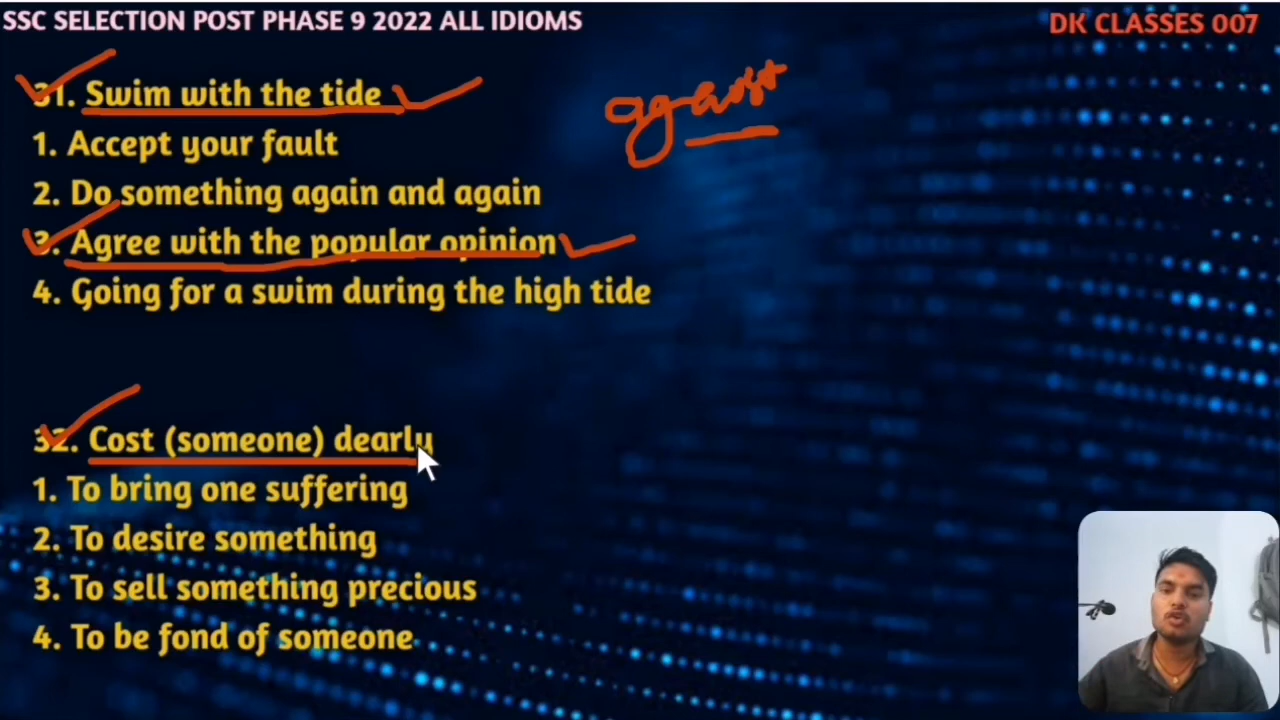 SSC SELECTION POST PHASE 9 2022 ALL IDIOMS
DK CLASSES 007
31. Swim with the tide
against
1. Accept your fault
2. Do something again and again
3. Agree with the popular opinion
4. Going for a swim during the high tide
32. Cost (someone) dearly
1. To bring one suffering
2. To desire something
3. To sell something precious
4. To be fond of someone